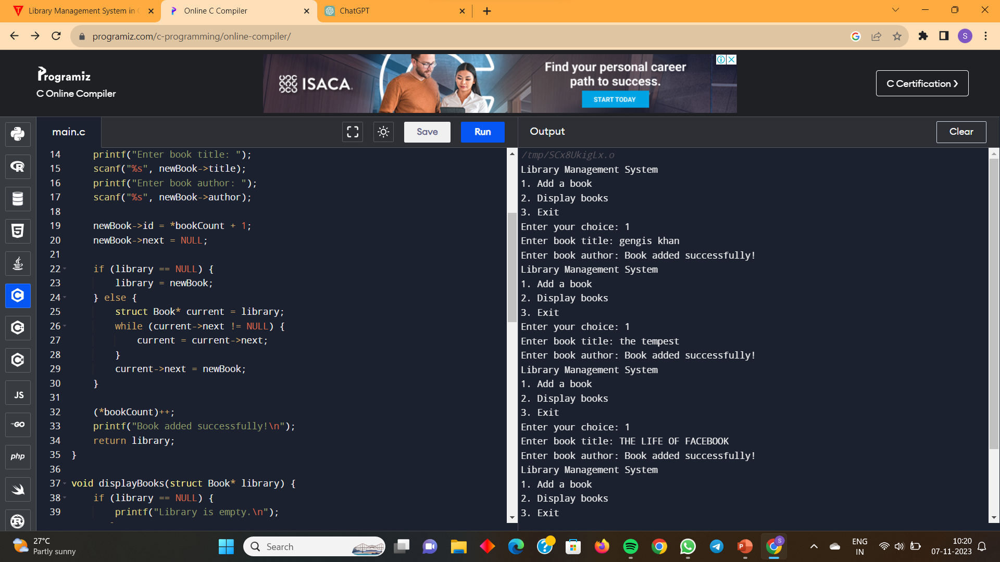 Library Management System in C
Online C Compiler
ChatGPT
programiz.com/c-programming/online-compiler/
S
Programiz
C Online Compiler
ISACA.
Find your personal career
path to success.
START TODAY
C Certification ❯
main.c
Save
Run
Output
Clear
14 printf("Enter book title: ");
15 scanf("%s", newBook->title);
16 printf("Enter book author: ");
17 scanf("%s", newBook->author);
18
19 newBook->id = *bookCount + 1;
20 newBook->next = NULL;
21
22 if (library == NULL) {
23 library = newBook;
24 } else {
25 struct Book* current = library;
26 while (current->next != NULL) {
27 current = current->next;
28 }
29 current->next = newBook;
30 }
31
32 (*bookCount)++;
33 printf("Book added successfully!\n");
34 return library;
35 }
36
37 void displayBooks(struct Book* library) {
38 if (library == NULL) {
39 printf("Library is empty.\n");
/tmp/SCx8UkigLx.o
Library Management System
1. Add a book
2. Display books
3. Exit
Enter your choice: 1
Enter book title: gengis khan
Enter book author: Book added successfully!
Library Management System
1. Add a book
2. Display books
3. Exit
Enter your choice: 1
Enter book title: the tempest
Enter book author: Book added successfully!
Library Management System
1. Add a book
2. Display books
3. Exit
Enter your choice: 1
Enter book title: THE LIFE OF FACEBOOK
Enter book author: Book added successfully!
Library Management System
1. Add a book
2. Display books
3. Exit
R
5
C
JS
GO
php
27°C
Partly sunny
Search
ENG
IN
10:20
07-11-2023